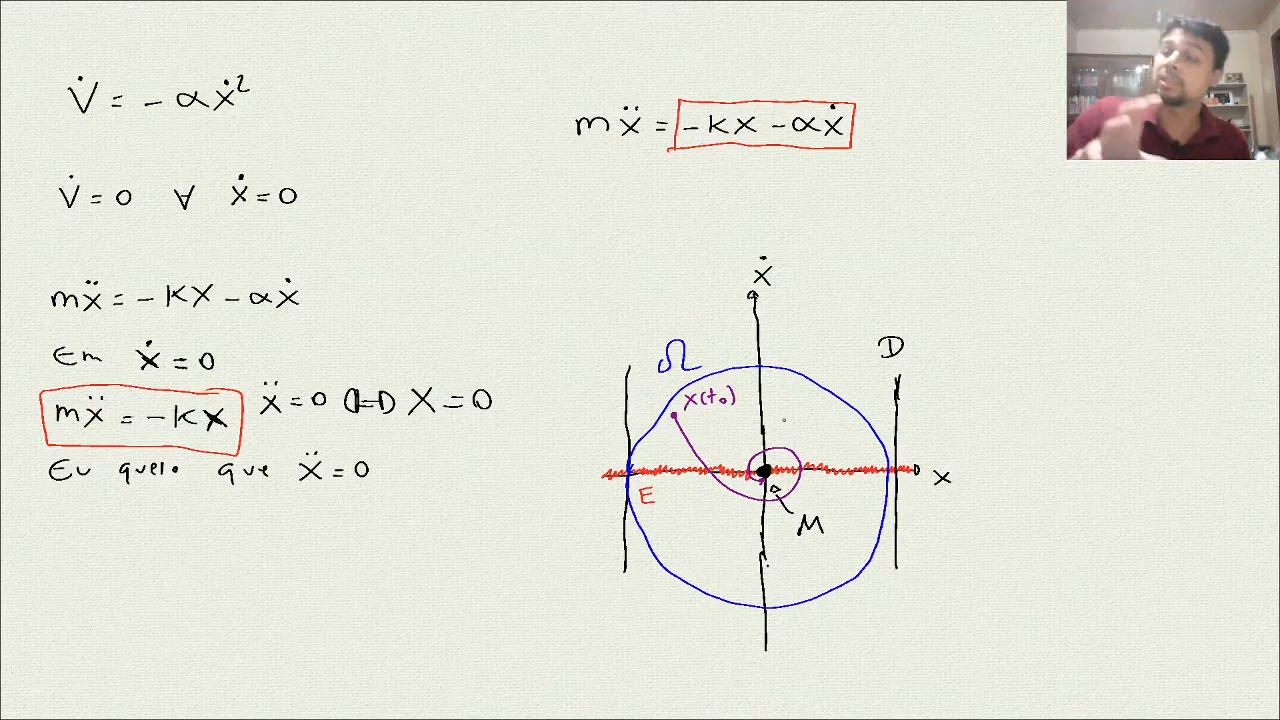 V̇ = - αẋ²
V̇ = 0 ∀ ẋ = 0
mẍ = - Kx - αẋ
Em ẋ = 0
mẍ = - Kx
ẍ = 0 ⇔ x = 0
Eu quero que ẍ = 0
mẍ = - Kx - αẋ
ẋ
Ω
D
x(t₀)
E
x
M